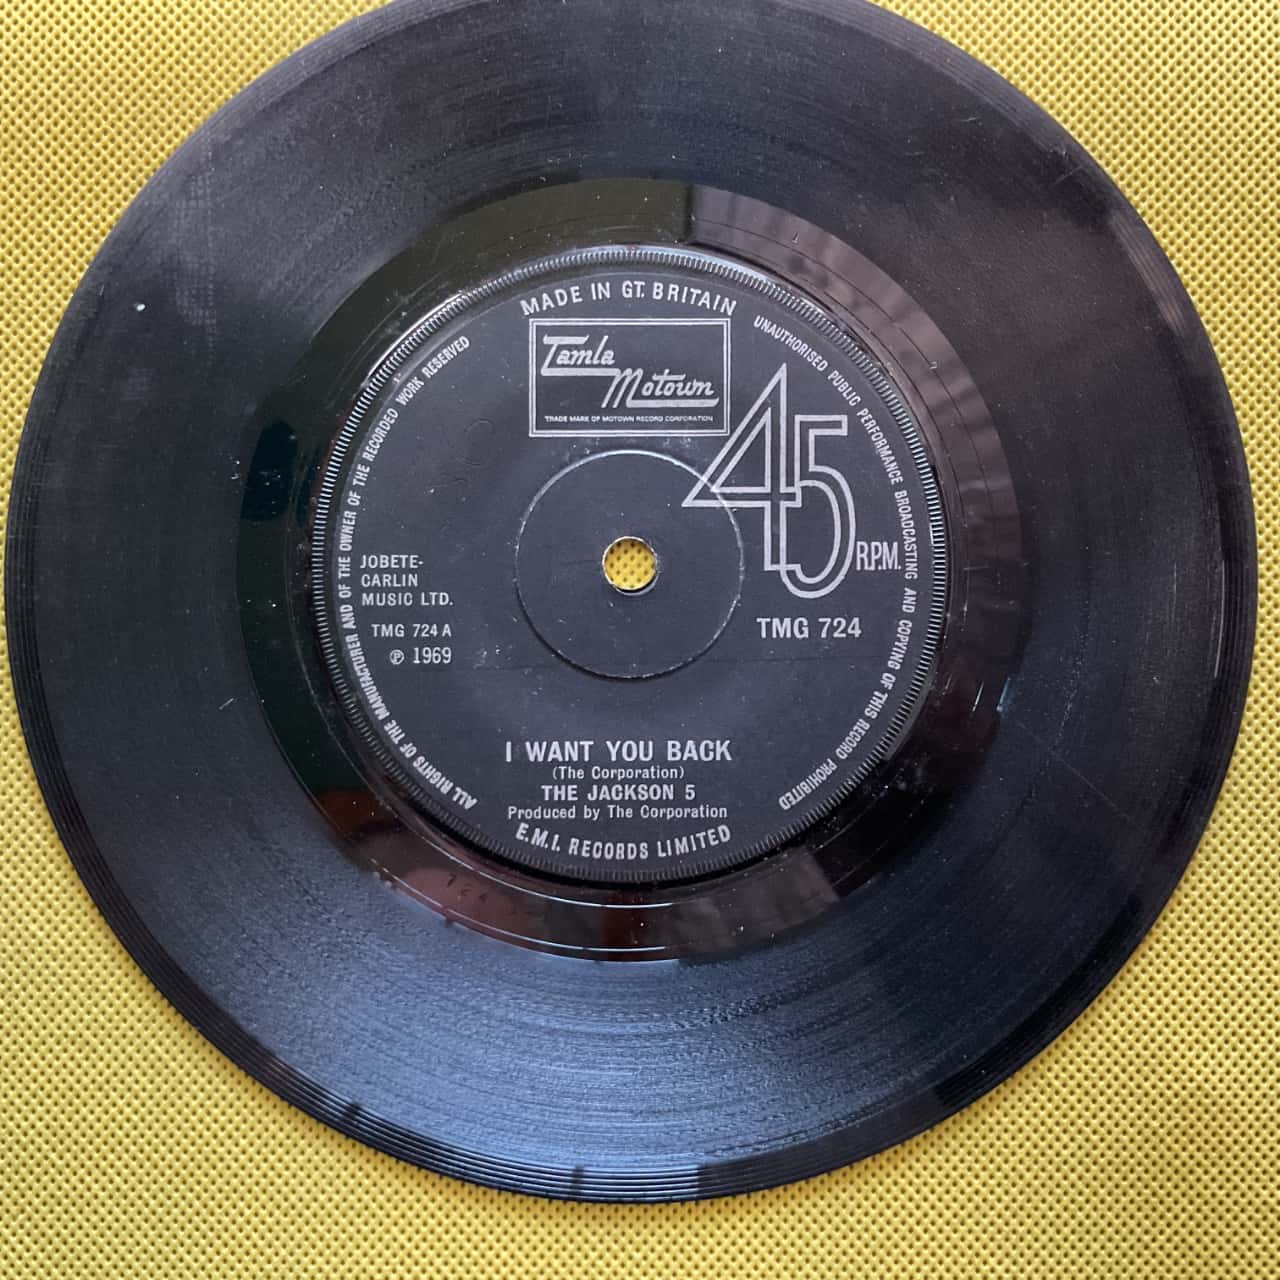 MADE IN GT. BRITAIN
Tamla
Motown
TRADE MARK OF MOTOWN RECORD CORPORATION
UNAUTHORISED PUBLIC PERFORMANCE BROADCASTING AND COPYING OF THIS RECORD PROHIBITED
ALL RIGHTS OF THE MANUFACTURER AND OF THE OWNER OF THE RECORDED WORK RESERVED
45
R.P.M.
JOBETE-
CARLIN
MUSIC LTD.
TMG 724 A
℗ 1969
TMG 724
I WANT YOU BACK
(The Corporation)
THE JACKSON 5
Produced by The Corporation
E.M.I. RECORDS LIMITED